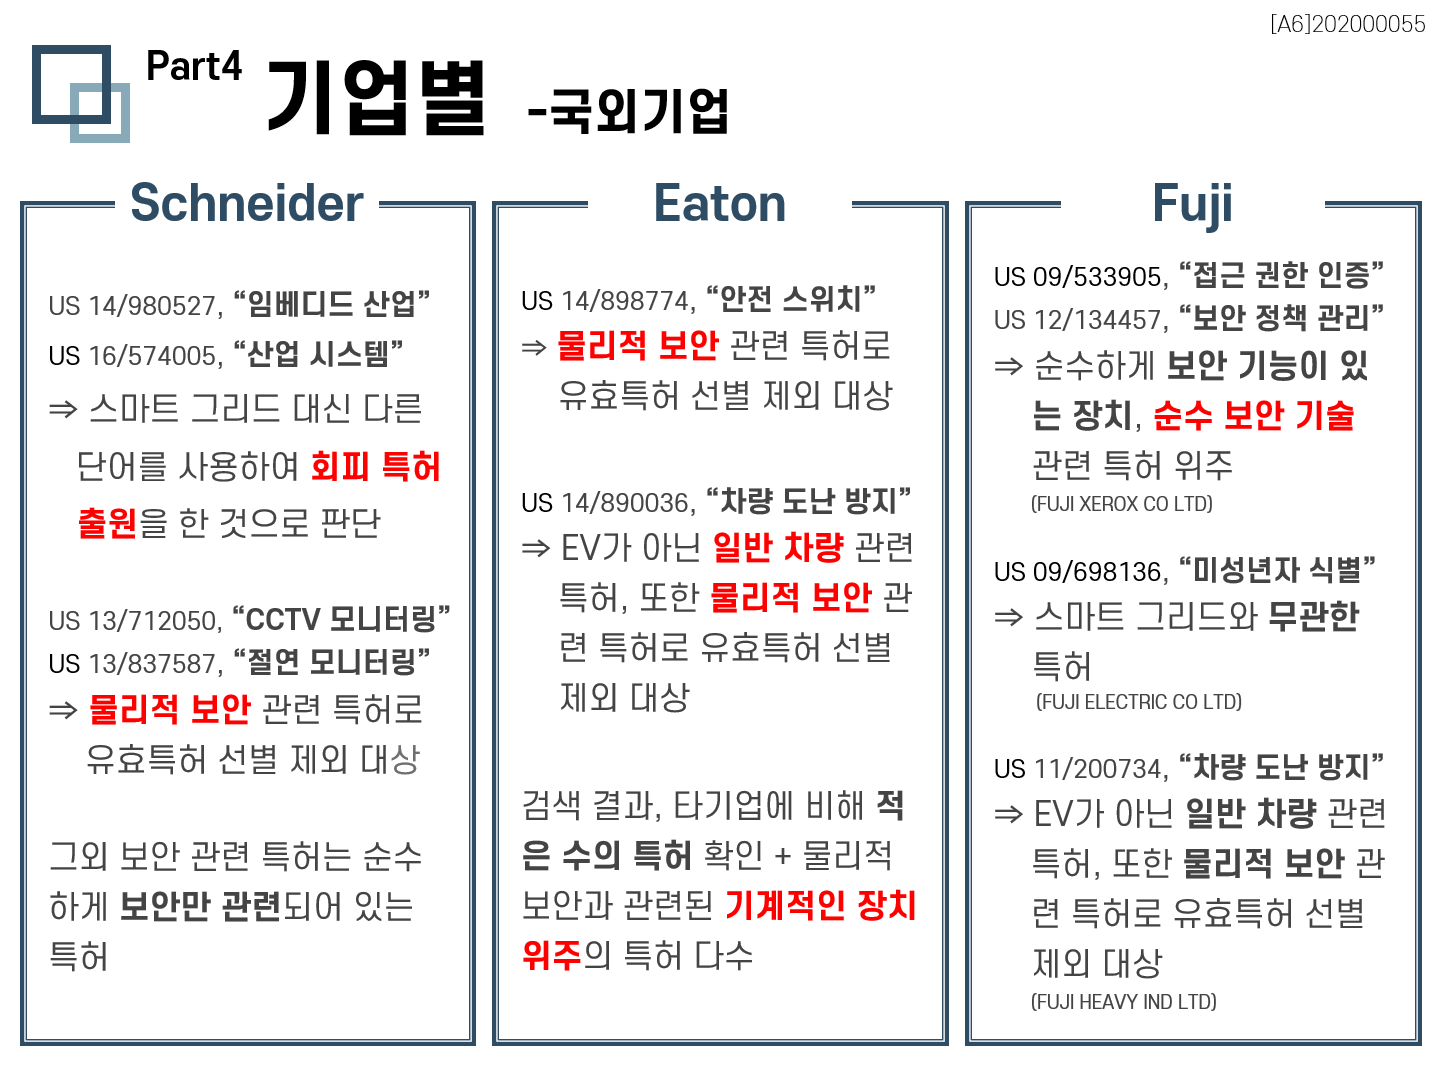 [A6]202000055
Part4 기업별 -국외기업
Schneider
US 14/980527, “임베디드 산업”
US 16/574005, “산업 시스템”
⇒ 스마트 그리드 대신 다른
단어를 사용하여 회피 특허
출원을 한 것으로 판단
US 13/712050, “CCTV 모니터링”
US 13/837587, “절연 모니터링”
⇒ 물리적 보안 관련 특허로
유효특허 선별 제외 대상
그외 보안 관련 특허는 순수
하게 보안만 관련되어 있는
특허
Eaton
US 14/898774, “안전 스위치”
⇒ 물리적 보안 관련 특허로
유효특허 선별 제외 대상
US 14/890036, “차량 도난 방지”
⇒ EV가 아닌 일반 차량 관련
특허, 또한 물리적 보안 관
련 특허로 유효특허 선별
제외 대상
검색 결과, 타기업에 비해 적
은 수의 특허 확인 + 물리적
보안과 관련된 기계적인 장치
위주의 특허 다수
Fuji
US 09/533905, “접근 권한 인증”
US 12/134457, “보안 정책 관리”
⇒ 순수하게 보안 기능이 있
는 장치, 순수 보안 기술
관련 특허 위주
(FUJI XEROX CO LTD)
US 09/698136, “미성년자 식별”
⇒ 스마트 그리드와 무관한
특허
(FUJI ELECTRIC CO LTD)
US 11/200734, “차량 도난 방지”
⇒ EV가 아닌 일반 차량 관련
특허, 또한 물리적 보안 관
련 특허로 유효특허 선별
제외 대상
(FUJI HEAVY IND LTD)